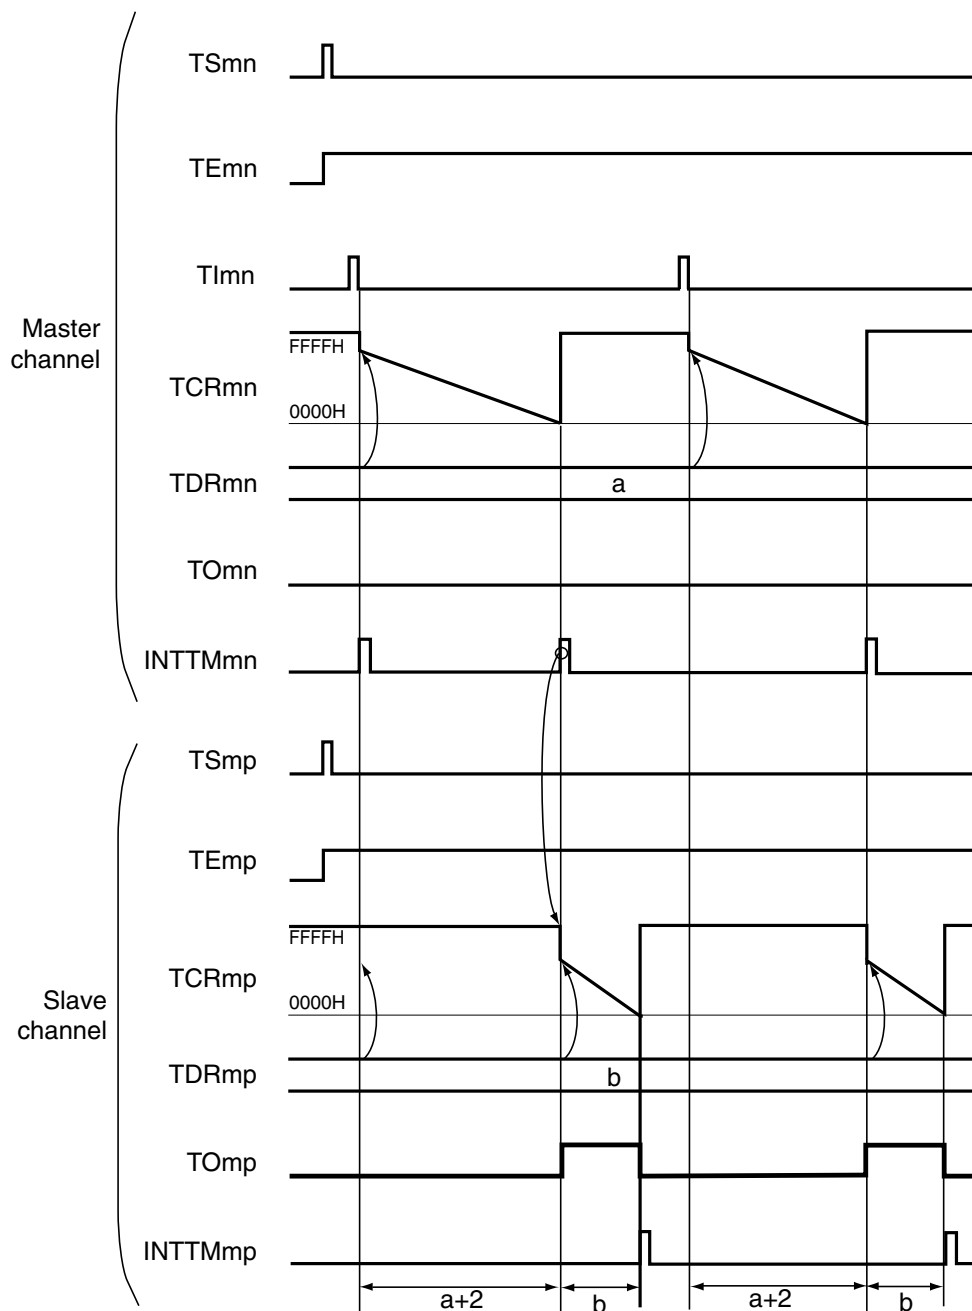 TSmn
TEmn
TImn
Master
channel
FFFFH
TCRmn
0000H
TDRmn
a
TOmn
INTTMmn
TSmp
TEmp
FFFFH
TCRmp
0000H
Slave
channel
TDRmp
b
TOmp
INTTMmp
a+2
b
a+2
b